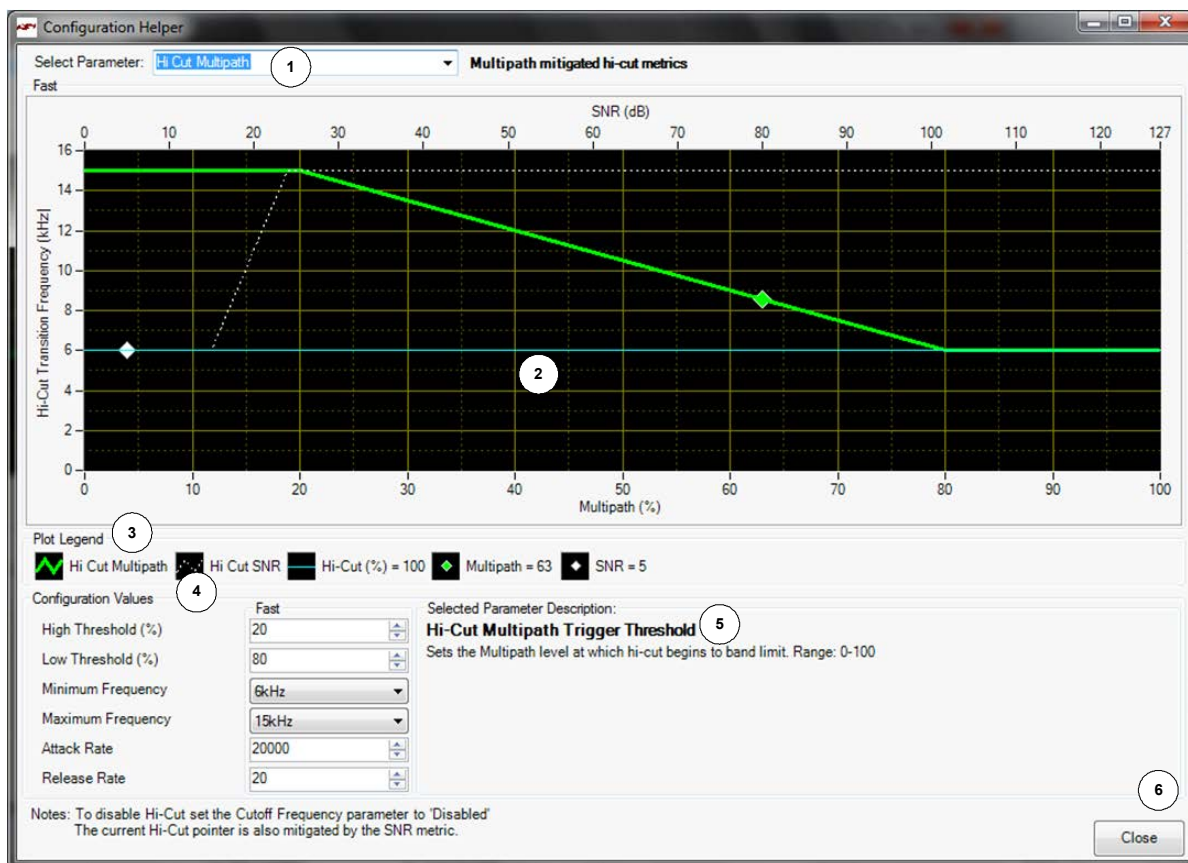 Configuration Helper
Select Parameter: Hi Cut Multipath 1 Multipath mitigated hi-cut metrics
Fast
SNR (dB)
0 10 20 30 40 50 60 70 80 90 100 110 120 127
Hi-Cut Transition Frequency (kHz)
16
14
12
10
8
6
4
2
0
2
0 10 20 30 40 50 60 70 80 90 100
Multipath (%)
Plot Legend 3
Hi Cut Multipath Hi Cut SNR Hi-Cut (%) = 100 Multipath = 63 SNR = 5
4
Configuration Values
Fast
High Threshold (%) 20
Low Threshold (%) 80
Minimum Frequency 6kHz
Maximum Frequency 15kHz
Attack Rate 20000
Release Rate 20
Selected Parameter Description:
Hi-Cut Multipath Trigger Threshold 5
Sets the Multipath level at which hi-cut begins to band limit. Range: 0-100
Notes: To disable Hi-Cut set the Cutoff Frequency parameter to 'Disabled'
The current Hi-Cut pointer is also mitigated by the SNR metric.
6
Close